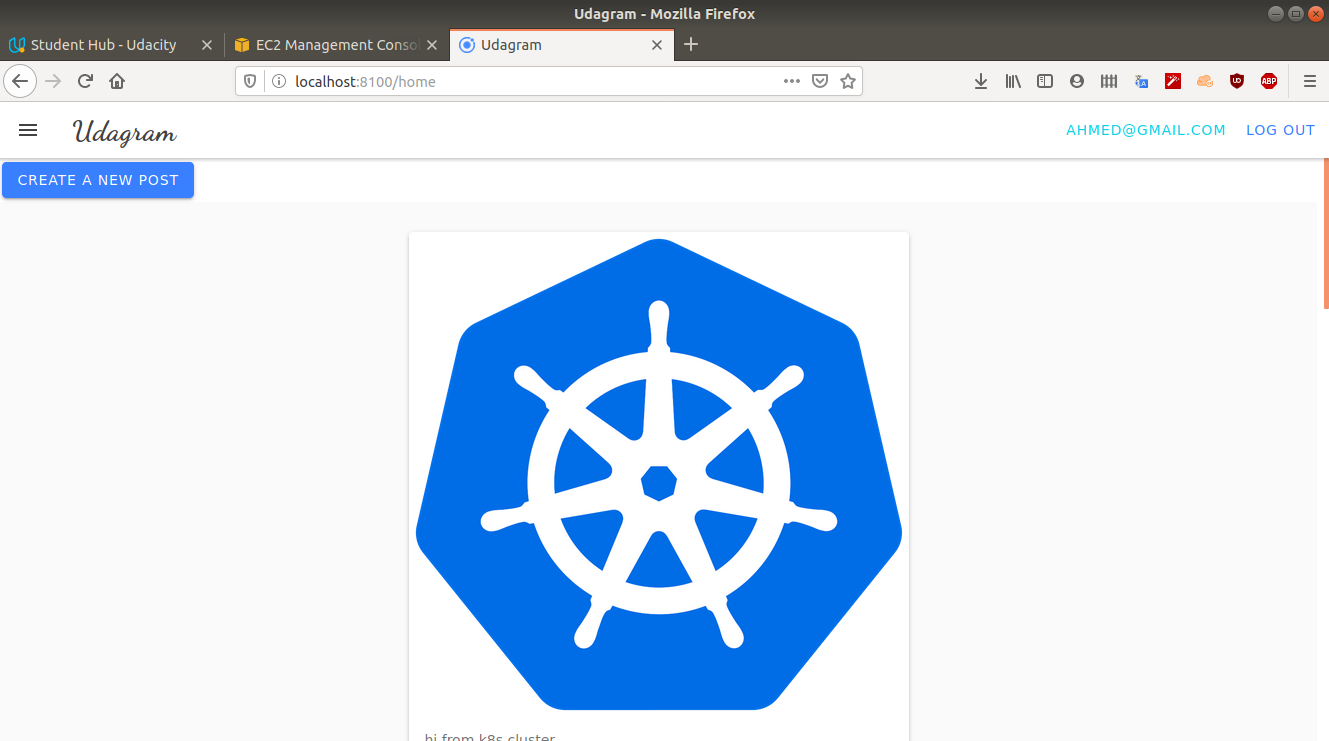 Udagram - Mozilla Firefox
Student Hub - Udacity
EC2 Management Conso
Udagram
localhost:8100/home
UD
ABP
Udagram
AHMED@GMAIL.COM
LOG OUT
CREATE A NEW POST
hi from k8s cluster